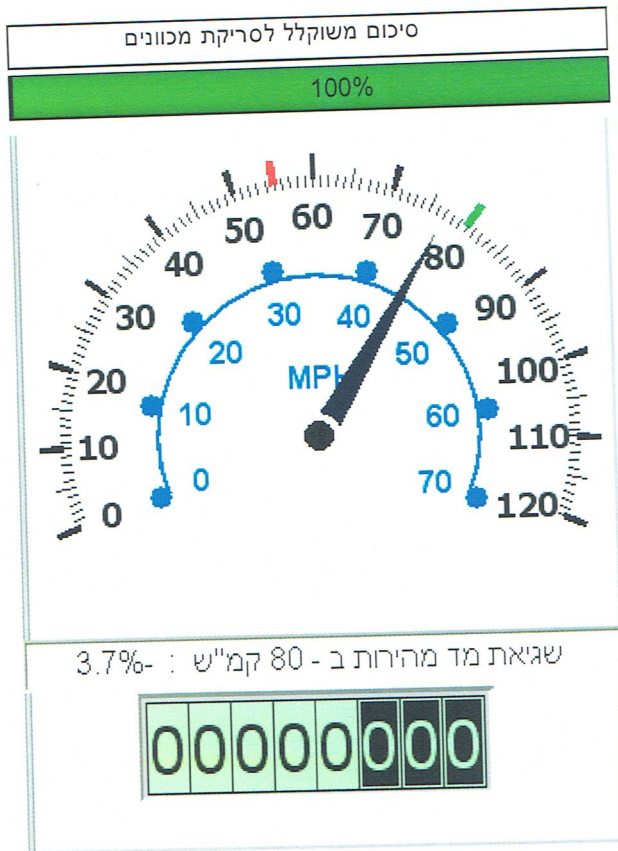 סיכום משוקלל לסריקת מכוונים
100%
0 10 20 30 40 50 60 70 80 90 100 110 120
0 10 20 30 40 50 60 70
MPH
שגיאת מד מהירות ב - 80 קמ"ש : -3.7%
00000000